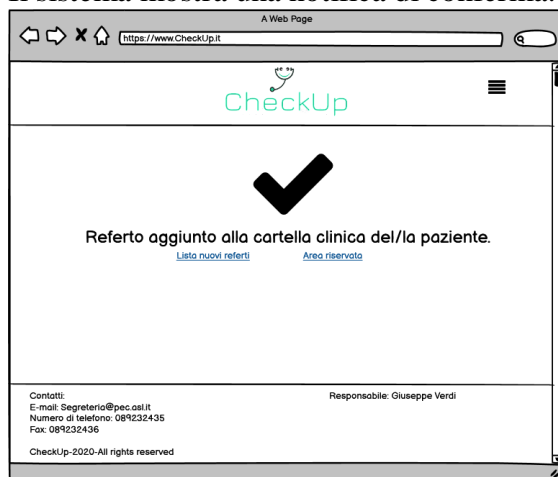 Il sistema mostra una notifica di conferma.
A Web Page
https://www.CheckUp.it
CheckUp
Referto aggiunto alla cartella clinica del/la paziente.
Lista nuovi referti Area riservata
Contatti: Responsabile: Giuseppe Verdi
E-mail: Segreteria@pec.asl.it
Numero di telefono: 089232435
Fax: 089232436
CheckUp-2020-All rights reserved